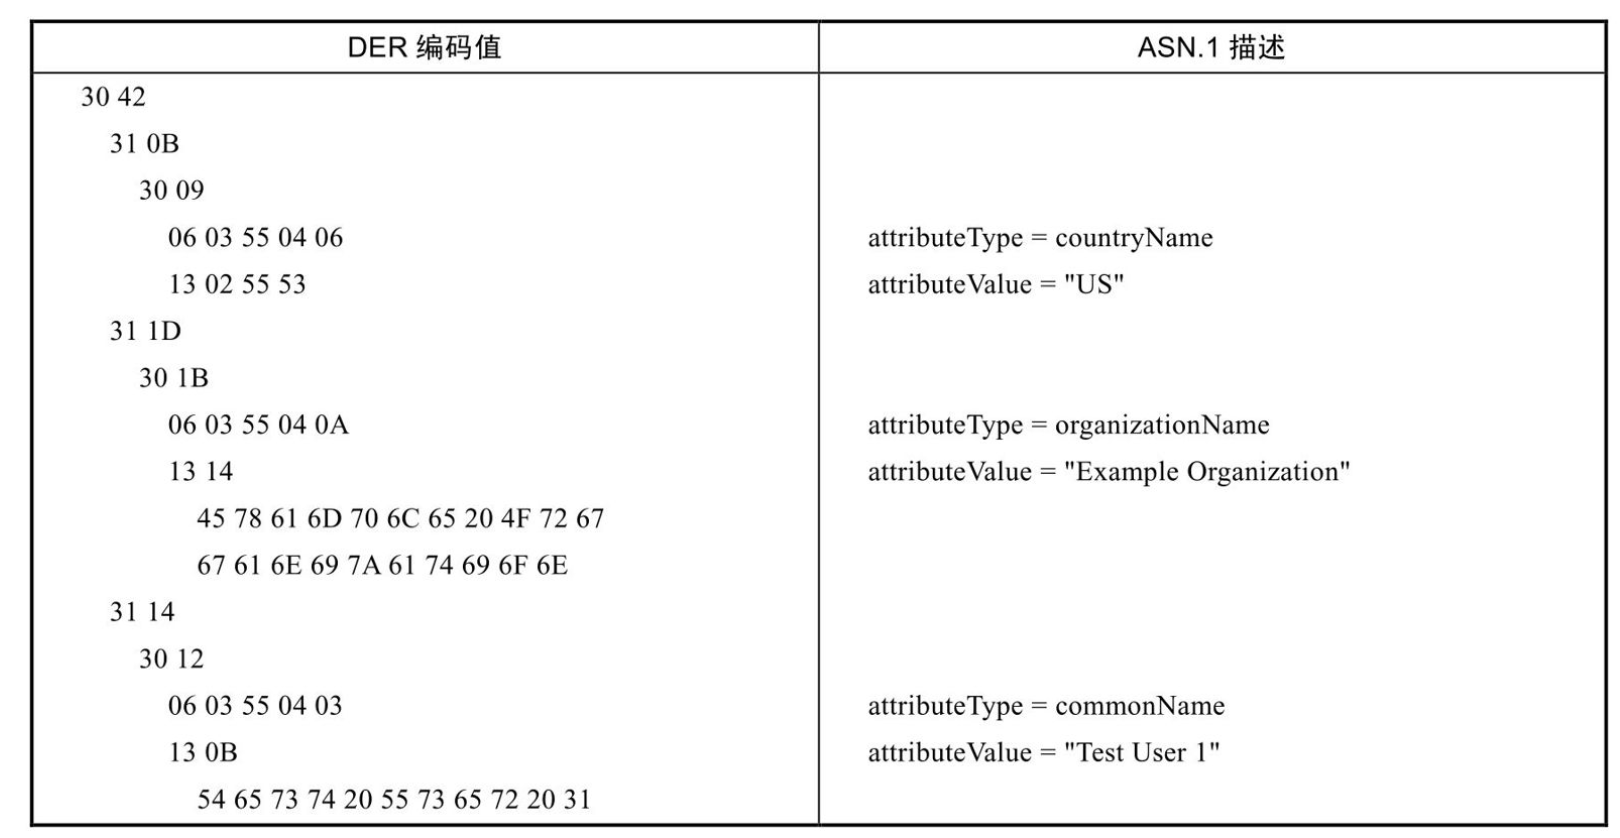 DER 编码值 ASN.1 描述
30 42
31 0B
30 09
06 03 55 04 06 attributeType = countryName
13 02 55 53 attributeValue = "US"
31 1D
30 1B
06 03 55 04 0A attributeType = organizationName
13 14 attributeValue = "Example Organization"
45 78 61 6D 70 6C 65 20 4F 72 67
67 61 6E 69 7A 61 74 69 6F 6E
31 14
30 12
06 03 55 04 03 attributeType = commonName
13 0B attributeValue = "Test User 1"
54 65 73 74 20 55 73 65 72 20 31